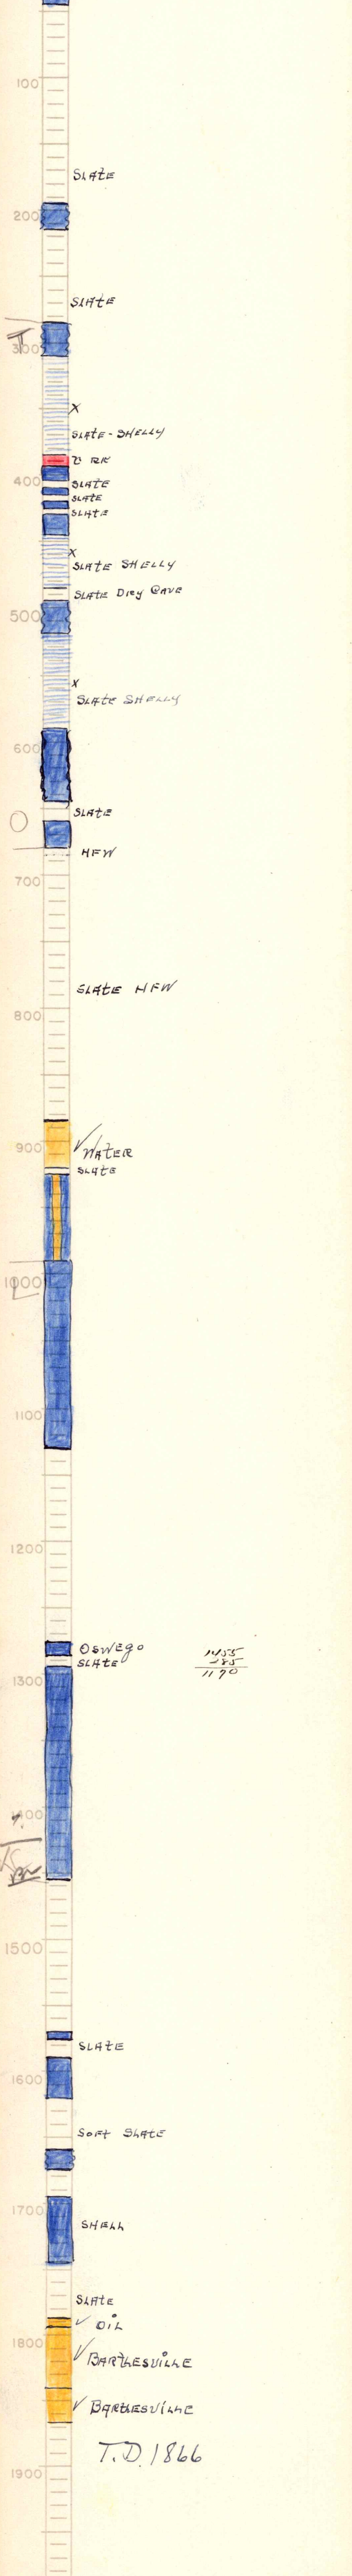 100
SLATE
200
SLATE
T
300
X
SLATE-SHELLY
RK
400
SLATE
SLATE
SLATE
X
SLATE SHELLY
SLATE DRY CAVE
500
X
SLATE SHELLY
600
SLATE
O
HFW
700
SLATE HFW
800
900
WATER
SLATE
1000
L
1100
1200
OSWEGO
SLATE
1300
1455
285
1170
1400
1500
SLATE
1600
SOFT SLATE
1700
SHELL
SLATE
OIL
1800
BARTLESVILLE
BARTLESVILLE
T.D. 1866
1900